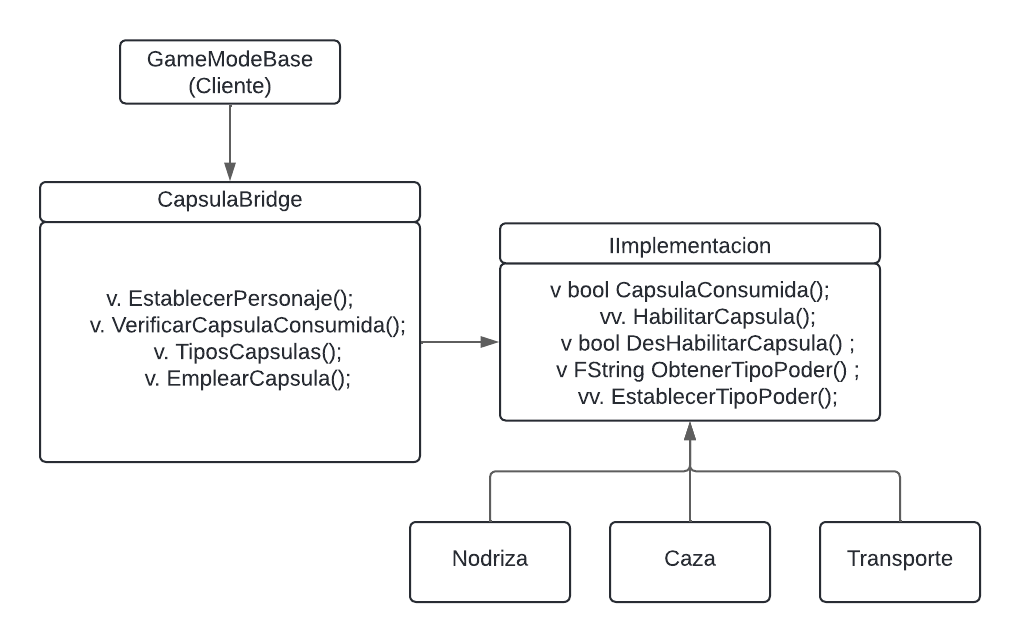 GameModeBase
(Cliente)
CapsulaBridge
v. EstablecerPersonaje();
v. VerificarCapsulaConsumida();
v. TiposCapsulas();
v. EmplearCapsula();
IImplementacion
v bool CapsulaConsumida();
vv. HabilitarCapsula();
v bool DesHabilitarCapsula() ;
v FString ObtenerTipoPoder() ;
vv. EstablecerTipoPoder();
Nodriza
Caza
Transporte